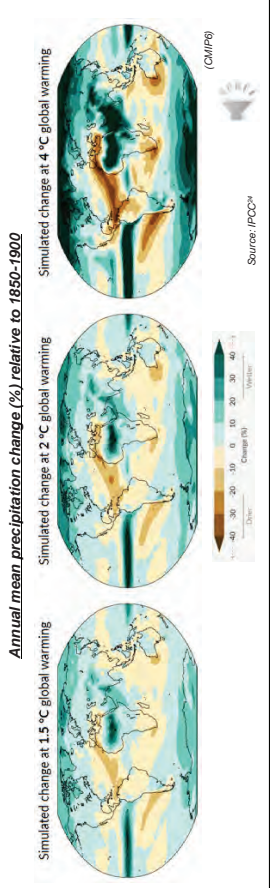 Annual mean precipitation change (%) relative to 1850-1900
Simulated change at 1.5 °C global warming
Simulated change at 2 °C global warming
Simulated change at 4 °C global warming
(CMIP6)
-40 -30 -20 -10 0 10 20 30 40
Change (%)
Drier
Wetter
Source: IPCC²⁴